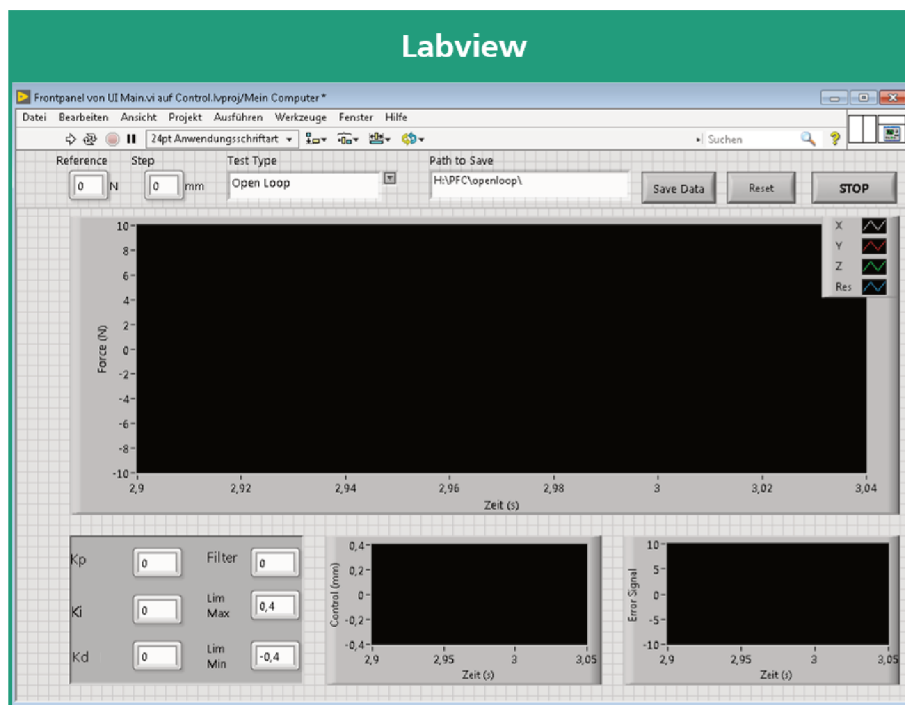 Labview
Frontpanel von UI Main.vi auf Control.lvproj/Mein Computer *
Datei Bearbeiten Ansicht Projekt Ausführen Werkzeuge Fenster Hilfe
24pt Anwendungsschriftart
Suchen
Reference Step Test Type Path to Save
0 N 0 mm Open Loop H:\PFC\openloop\ Save Data Reset STOP
X
Y
Z
Res
Force (N)
10
8
6
4
2
0
-2
-4
-6
-8
-10
2,9 2,92 2,94 2,96 2,98 3 3,02 3,04
Zeit (s)
Kp 0 Filter 0
Ki 0 Lim Max 0,4
Kd 0 Lim Min -0,4
Control (mm)
0,4
0,2
0
-0,2
-0,4
2,9 2,95 3 3,05
Zeit (s)
Error Signal
10
5
0
-5
-10
2,9 2,95 3 3,05
Zeit (s)